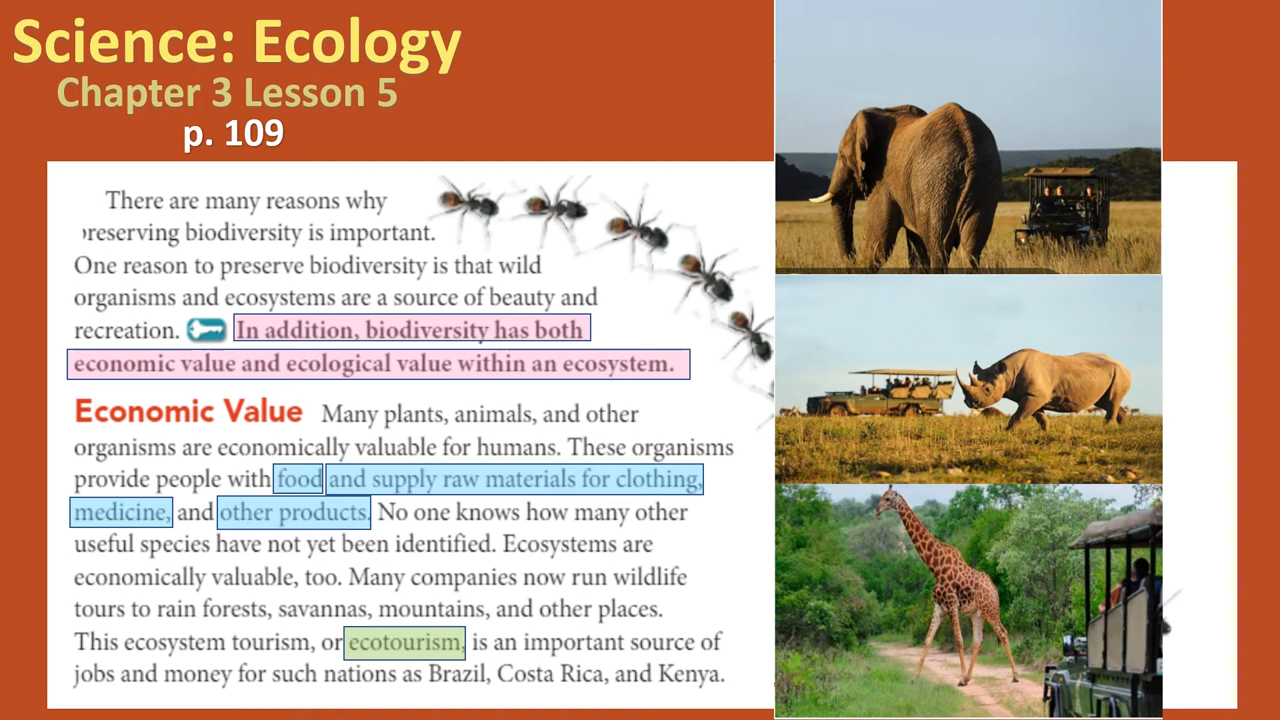 Science: Ecology
Chapter 3 Lesson 5
p. 109
There are many reasons why
preserving biodiversity is important.
One reason to preserve biodiversity is that wild
organisms and ecosystems are a source of beauty and
recreation. In addition, biodiversity has both
economic value and ecological value within an ecosystem.
Economic Value Many plants, animals, and other
organisms are economically valuable for humans. These organisms
provide people with food and supply raw materials for clothing,
medicine, and other products. No one knows how many other
useful species have not yet been identified. Ecosystems are
economically valuable, too. Many companies now run wildlife
tours to rain forests, savannas, mountains, and other places.
This ecosystem tourism, or ecotourism, is an important source of
jobs and money for such nations as Brazil, Costa Rica, and Kenya.